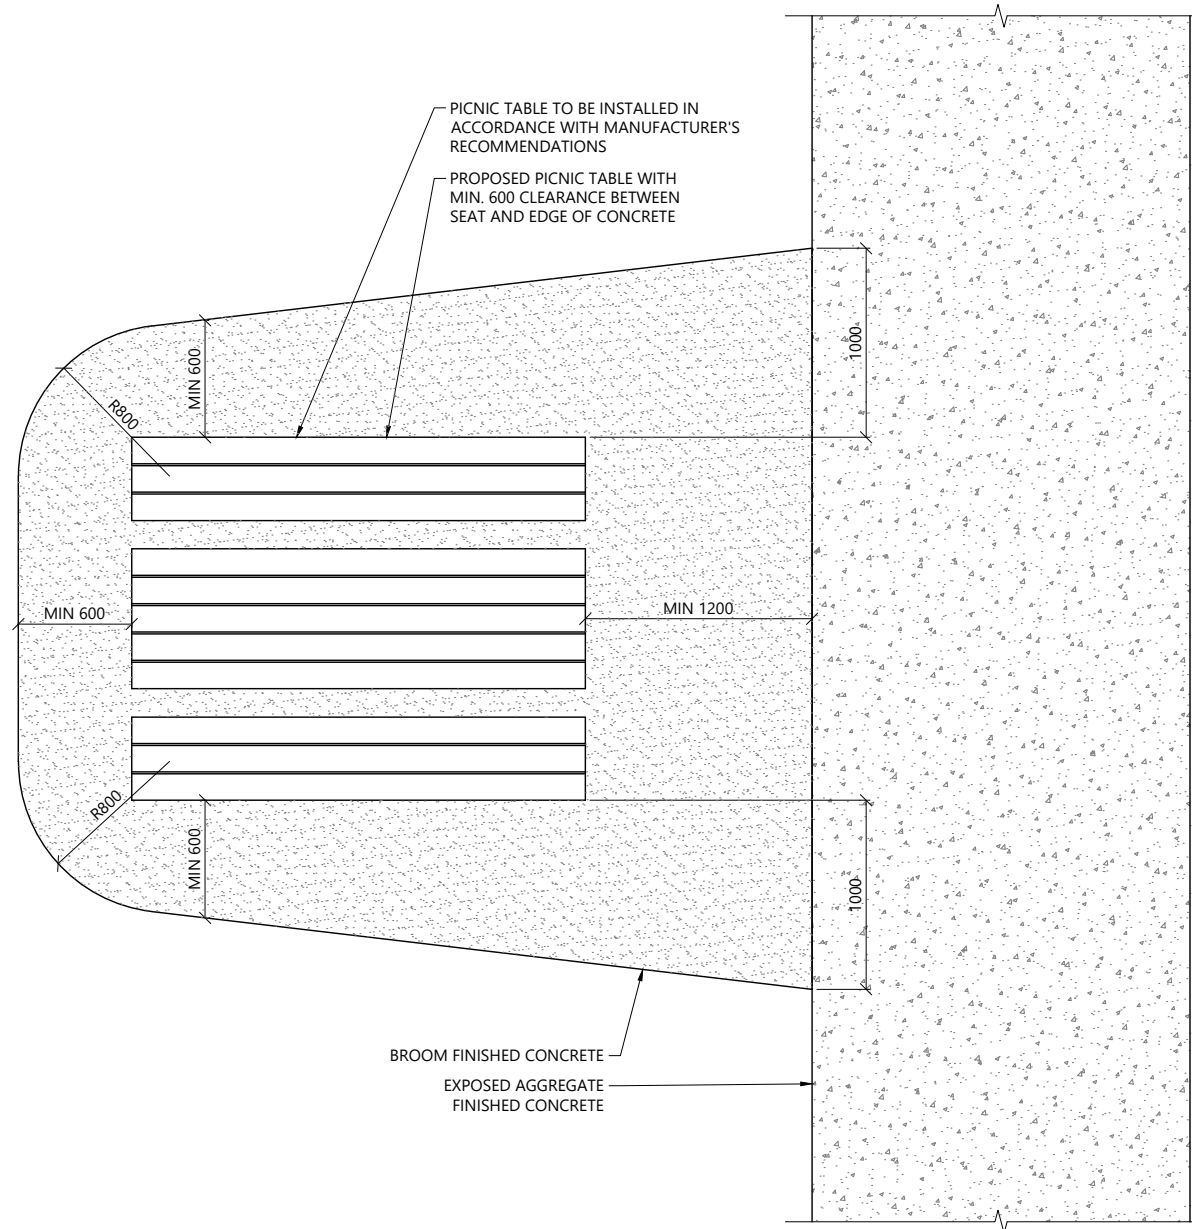 PICNIC TABLE TO BE INSTALLED IN
ACCORDANCE WITH MANUFACTURER'S
RECOMMENDATIONS
PROPOSED PICNIC TABLE WITH
MIN. 600 CLEARANCE BETWEEN
SEAT AND EDGE OF CONCRETE
1000
MIN 600
R800
MIN 600
MIN 1200
R800
MIN 600
1000
BROOM FINISHED CONCRETE
EXPOSED AGGREGATE
FINISHED CONCRETE